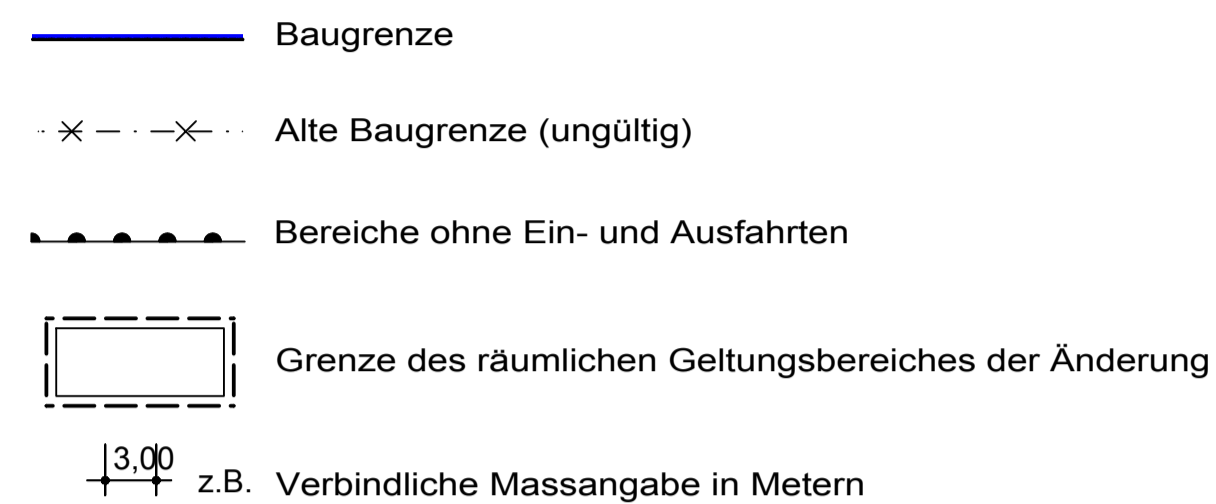 Baugrenze
Alte Baugrenze (ungültig)
Bereiche ohne Ein- und Ausfahrten
Grenze des räumlichen Geltungsbereiches der Änderung
3,00 z.B. Verbindliche Massangabe in Metern